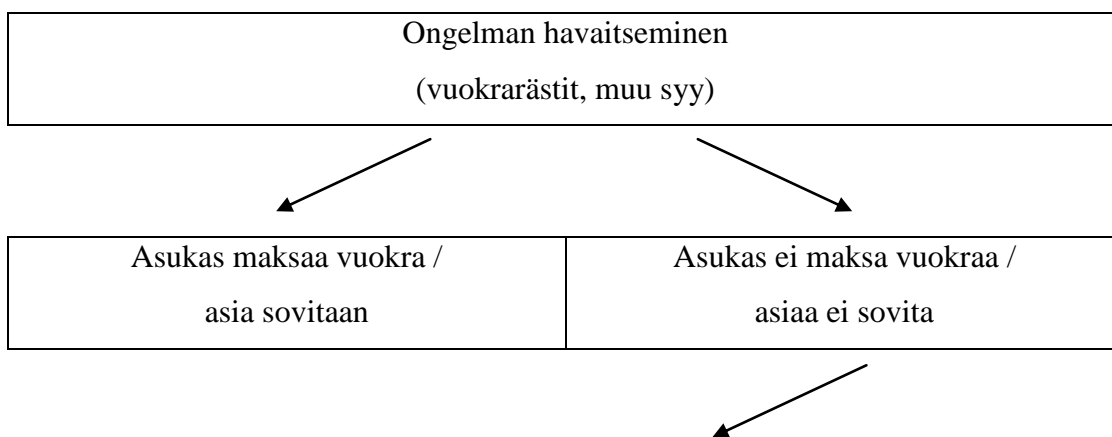 Ongelman havaitseminen
(vuokrarästit, muu syy)
Asukas maksaa vuokra /
asia sovitaan
Asukas ei maksa vuokraa /
asiaa ei sovita